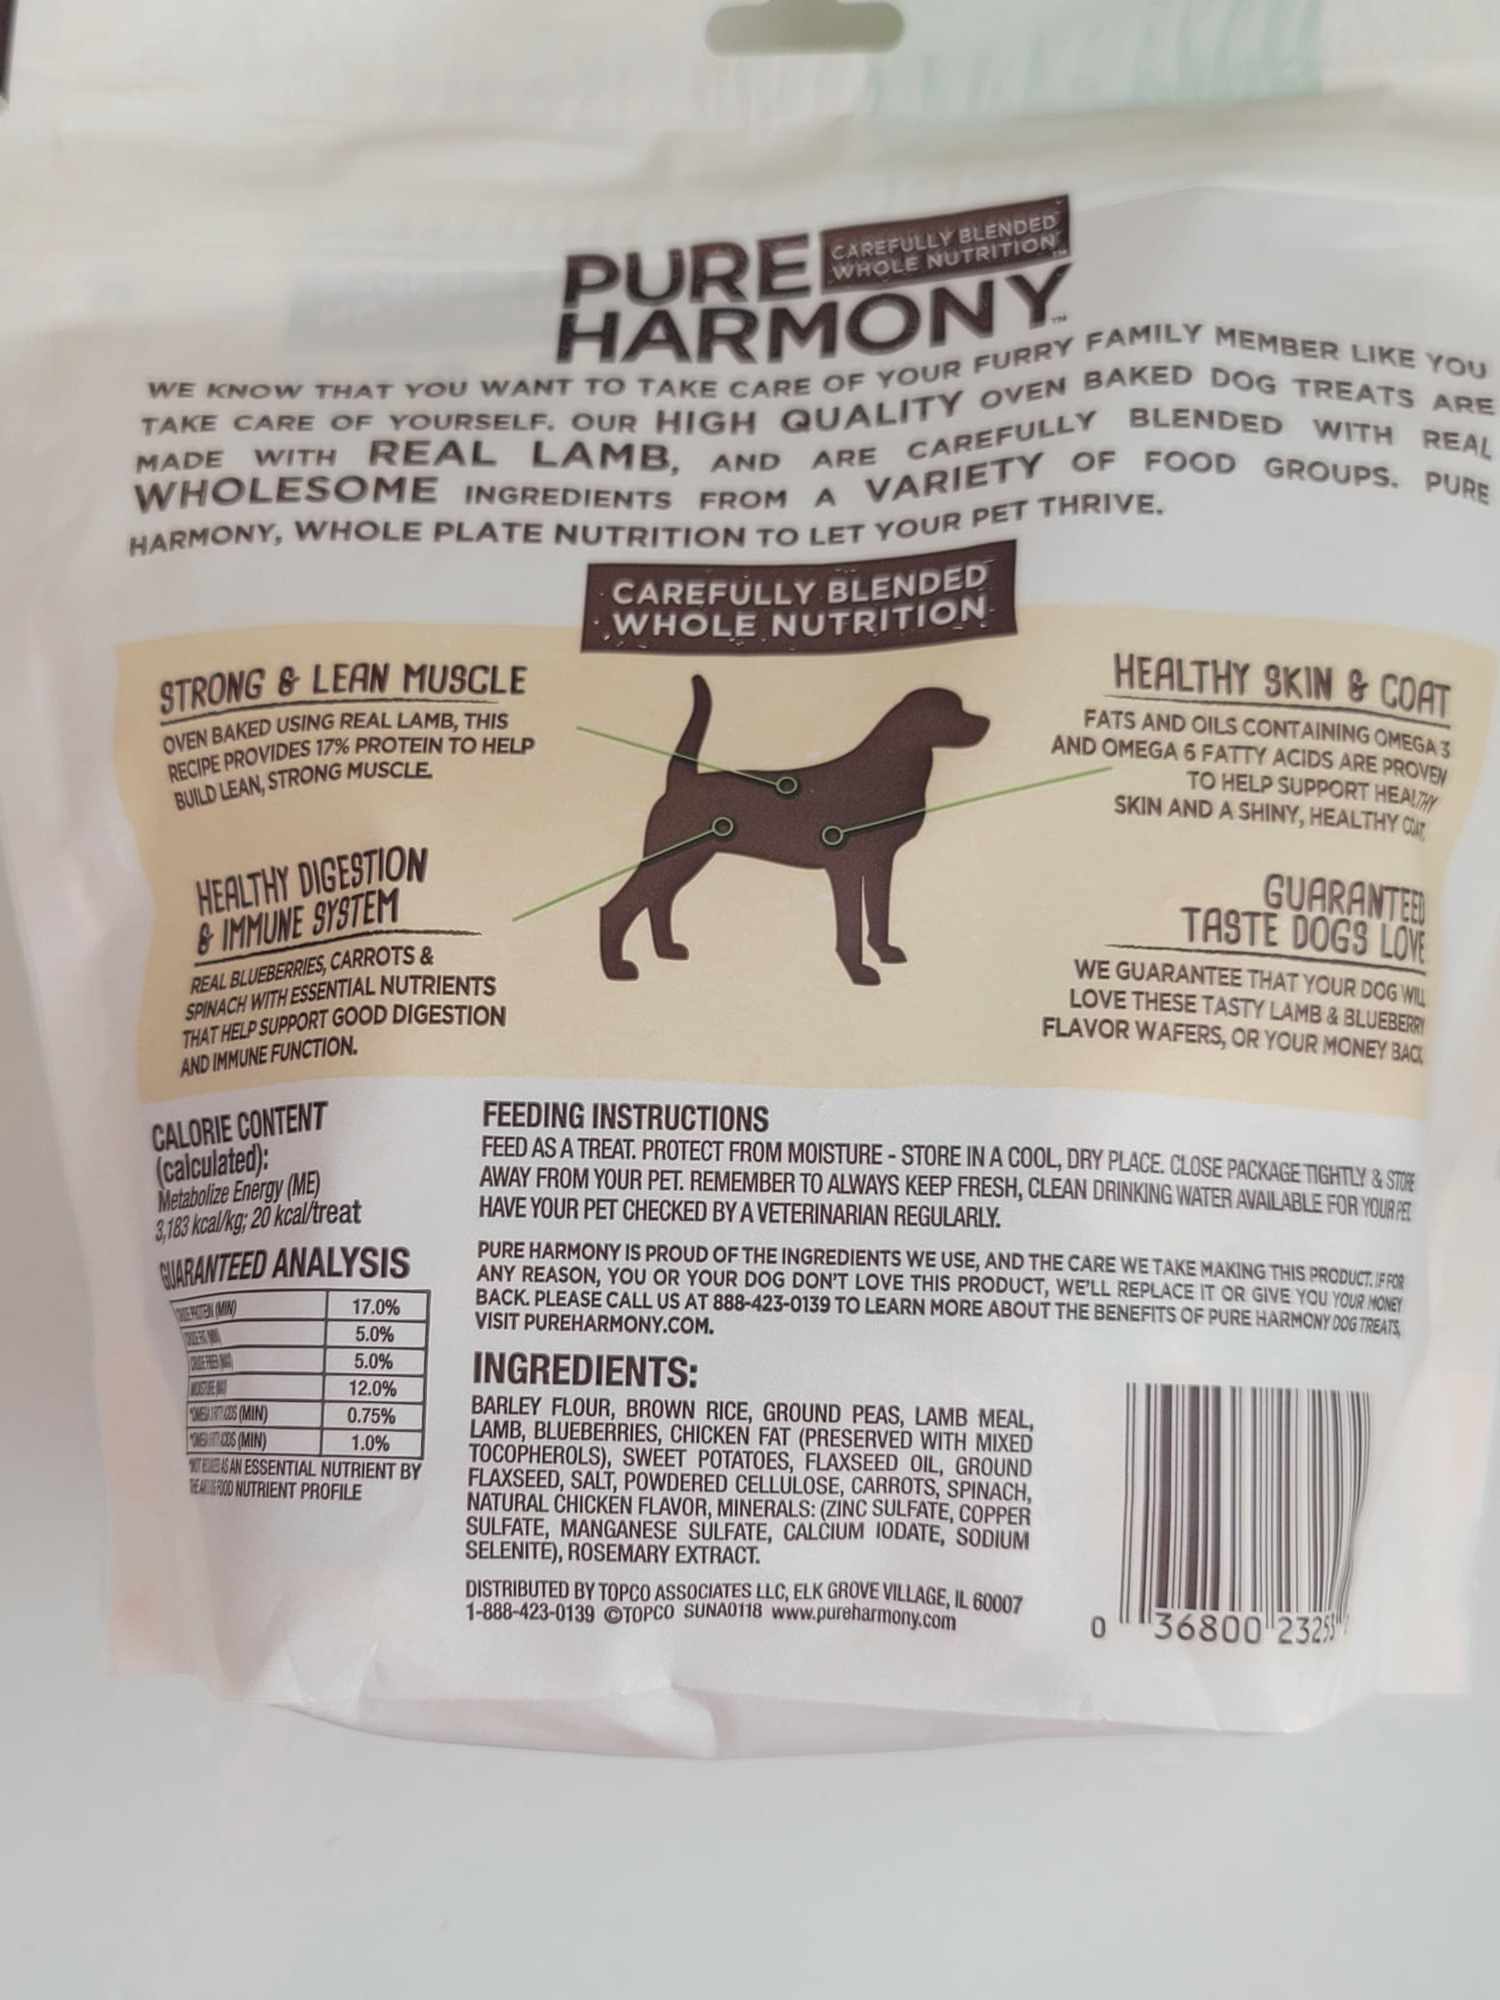 PURE CAREFULLY BLENDED
WHOLE NUTRITION™
HARMONY™
WE KNOW THAT YOU WANT TO TAKE CARE OF YOUR FURRY FAMILY MEMBER LIKE YOU
TAKE CARE OF YOURSELF. OUR HIGH QUALITY OVEN BAKED DOG TREATS ARE
MADE WITH REAL LAMB, AND ARE CAREFULLY BLENDED WITH REAL
WHOLESOME INGREDIENTS FROM A VARIETY OF FOOD GROUPS. PURE
HARMONY, WHOLE PLATE NUTRITION TO LET YOUR PET THRIVE.
CAREFULLY BLENDED
WHOLE NUTRITION
STRONG & LEAN MUSCLE
OVEN BAKED USING REAL LAMB, THIS
RECIPE PROVIDES 17% PROTEIN TO HELP
BUILD LEAN, STRONG MUSCLE.
HEALTHY DIGESTION
& IMMUNE SYSTEM
REAL BLUEBERRIES, CARROTS &
SPINACH WITH ESSENTIAL NUTRIENTS
THAT HELP SUPPORT GOOD DIGESTION
AND IMMUNE FUNCTION.
HEALTHY SKIN & COAT
FATS AND OILS CONTAINING OMEGA 3
AND OMEGA 6 FATTY ACIDS ARE PROVEN
TO HELP SUPPORT HEALTHY
SKIN AND A SHINY, HEALTHY COAT.
GUARANTEED
TASTE DOGS LOVE
WE GUARANTEE THAT YOUR DOG WILL
LOVE THESE TASTY LAMB & BLUEBERRY
FLAVOR WAFERS, OR YOUR MONEY BACK
CALORIE CONTENT
(calculated):
Metabolize Energy (ME)
3,183 kcal/kg; 20 kcal/treat
GUARANTEED ANALYSIS
CRUDE PROTEIN (MIN) 17.0%
CRUDE FAT (MIN) 5.0%
CRUDE FIBER (MAX) 5.0%
MOISTURE (MAX) 12.0%
(MIN) 0.75%
(MIN) 1.0%
AS AN ESSENTIAL NUTRIENT BY
FOOD NUTRIENT PROFILE
FEEDING INSTRUCTIONS
FEED AS A TREAT. PROTECT FROM MOISTURE - STORE IN A COOL, DRY PLACE. CLOSE PACKAGE TIGHTLY & STORE
AWAY FROM YOUR PET. REMEMBER TO ALWAYS KEEP FRESH, CLEAN DRINKING WATER AVAILABLE FOR YOUR PET.
HAVE YOUR PET CHECKED BY A VETERINARIAN REGULARLY.
PURE HARMONY IS PROUD OF THE INGREDIENTS WE USE, AND THE CARE WE TAKE MAKING THIS PRODUCT. IF FOR
ANY REASON, YOU OR YOUR DOG DON'T LOVE THIS PRODUCT, WE'LL REPLACE IT OR GIVE YOU YOUR MONEY
BACK. PLEASE CALL US AT 888-423-0139 TO LEARN MORE ABOUT THE BENEFITS OF PURE HARMONY DOG TREATS,
VISIT PUREHARMONY.COM.
INGREDIENTS:
BARLEY FLOUR, BROWN RICE, GROUND PEAS, LAMB MEAL,
LAMB, BLUEBERRIES, CHICKEN FAT (PRESERVED WITH MIXED
TOCOPHEROLS), SWEET POTATOES, FLAXSEED OIL, GROUND
FLAXSEED, SALT, POWDERED CELLULOSE, CARROTS, SPINACH,
NATURAL CHICKEN FLAVOR, MINERALS: (ZINC SULFATE, COPPER
SULFATE, MANGANESE SULFATE, CALCIUM IODATE, SODIUM
SELENITE), ROSEMARY EXTRACT.
DISTRIBUTED BY TOPCO ASSOCIATES LLC, ELK GROVE VILLAGE, IL 60007
1-888-423-0139 ©TOPCO SUNA0118 www.pureharmony.com
0 36800 23253